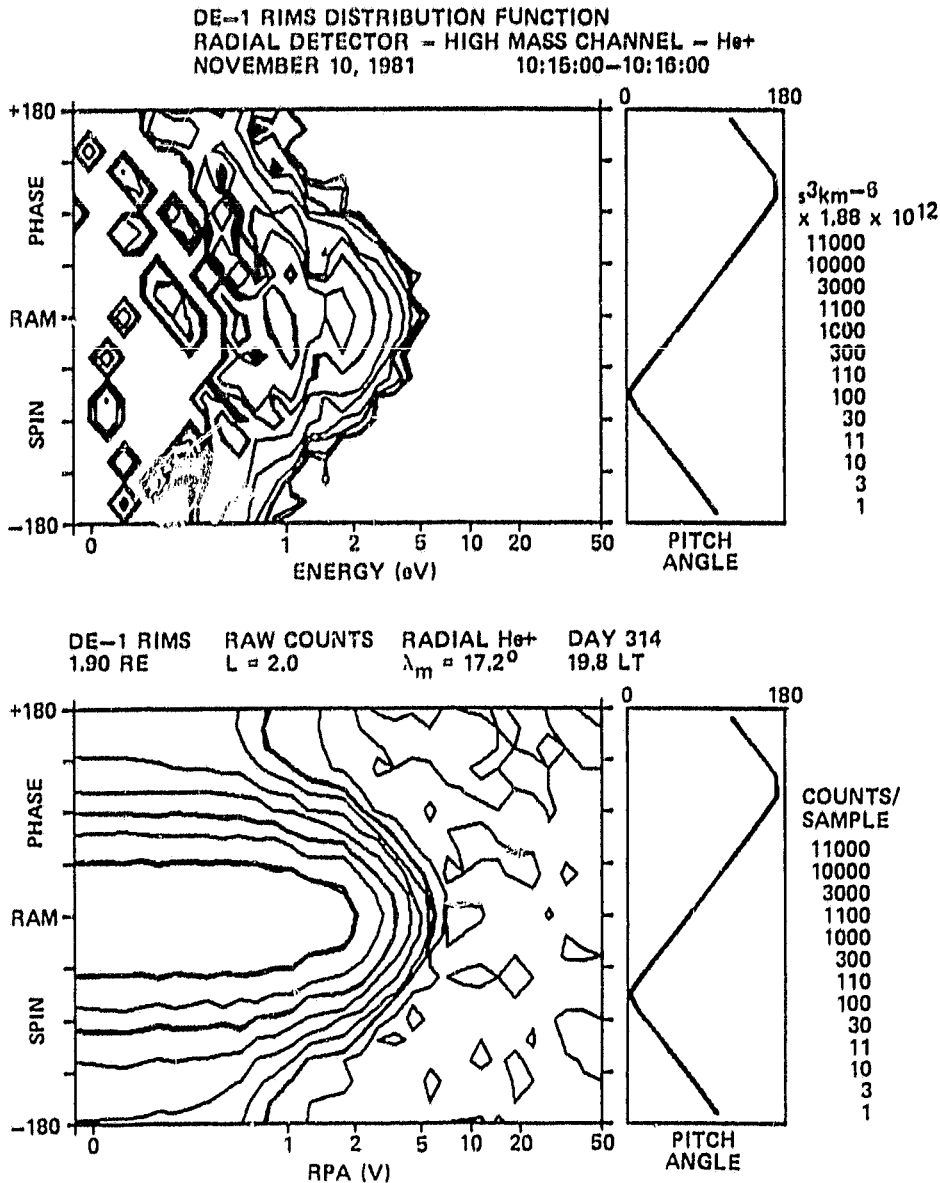 DE-1 RIMS DISTRIBUTION FUNCTION
RADIAL DETECTOR - HIGH MASS CHANNEL - He+
NOVEMBER 10, 1981 10:15:00-10:16:00
+180
PHASE
RAM
SPIN
-180
0 1 2 5 10 20 50
ENERGY (eV)
0 180
PITCH
ANGLE
s3km-6
x 1.88 x 1012
11000
10000
3000
1100
1000
300
110
100
30
11
10
3
1
DE-1 RIMS RAW COUNTS RADIAL He+ DAY 314
1.90 RE L = 2.0 λm = 17.2° 19.8 LT
+180
PHASE
RAM
SPIN
-180
0 1 2 5 10 20 50
RPA (V)
0 180
PITCH
ANGLE
COUNTS/
SAMPLE
11000
10000
3000
1100
1000
300
110
100
30
11
10
3
1